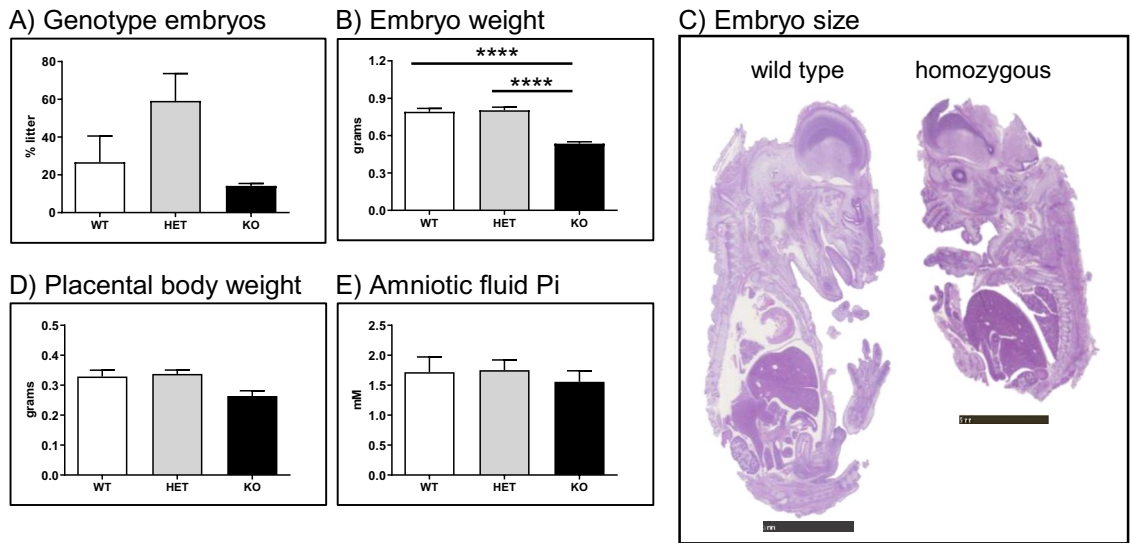 A) Genotype embryos
80
60
40
20
0
% litter
WT HET KO
B) Embryo weight
****
****
1.2
0.9
0.6
0.3
0.0
grams
WT HET KO
C) Embryo size
wild type homozygous
D) Placental body weight
0.5
0.4
0.3
0.2
0.1
0.0
grams
WT HET KO
E) Amniotic fluid Pi
2.5
2.0
1.5
1.0
0.5
0.0
mM
WT HET KO